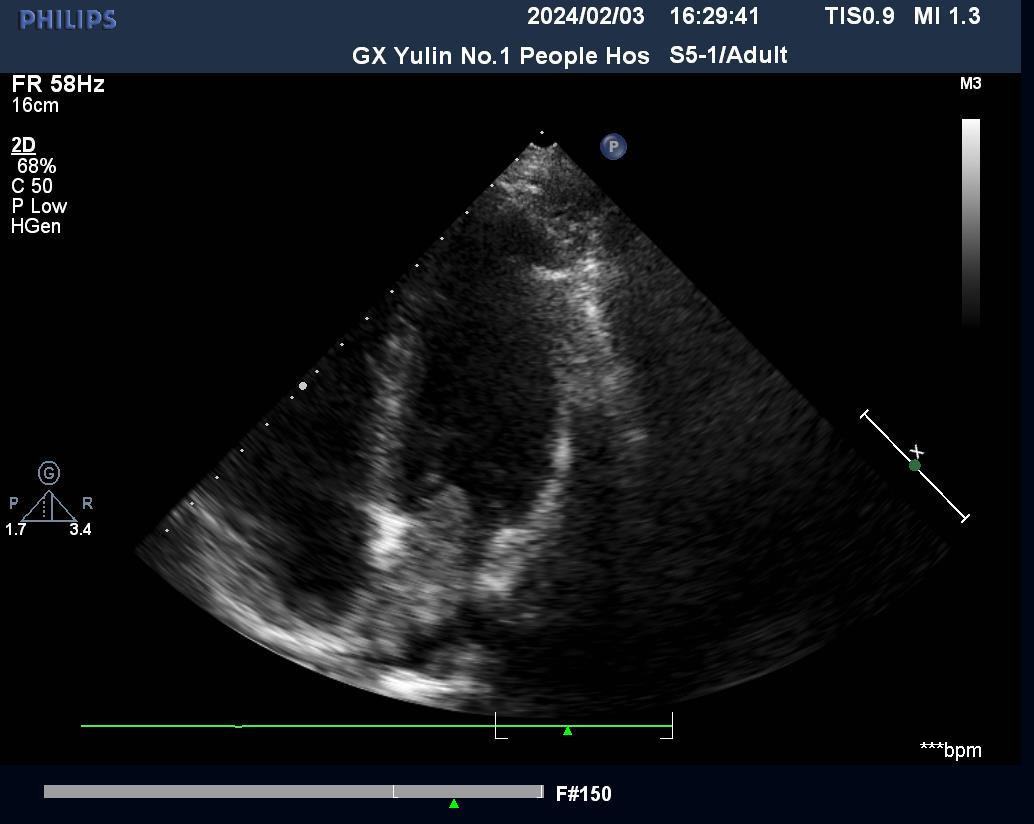 PHILIPS
2024/02/03 16:29:41 TIS0.9 MI 1.3
GX Yulin No.1 People Hos S5-1/Adult
FR 58Hz
16cm
2D
68%
C 50
P Low
HGen
M3
P
X
G
P R
1.7 3.4
***bpm
F#150